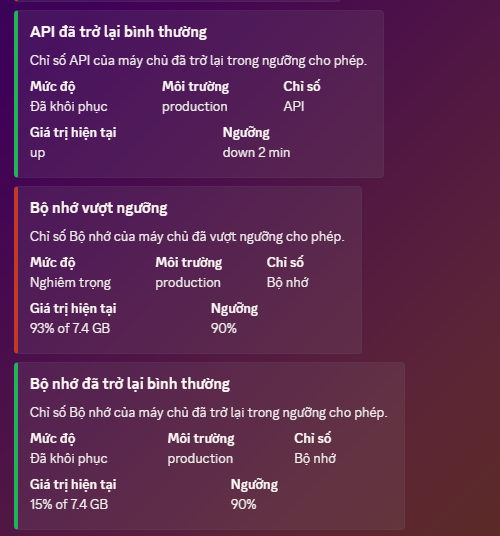 API đã trở lại bình thường
Chỉ số API của máy chủ đã trở lại trong ngưỡng cho phép.
Mức độ Môi trường Chỉ số
Đã khôi phục production API
Giá trị hiện tại Ngưỡng
up down 2 min
Bộ nhớ vượt ngưỡng
Chỉ số Bộ nhớ của máy chủ đã vượt ngưỡng cho phép.
Mức độ Môi trường Chỉ số
Nghiêm trọng production Bộ nhớ
Giá trị hiện tại Ngưỡng
93% of 7.4 GB 90%
Bộ nhớ đã trở lại bình thường
Chỉ số Bộ nhớ của máy chủ đã trở lại trong ngưỡng cho phép.
Mức độ Môi trường Chỉ số
Đã khôi phục production Bộ nhớ
Giá trị hiện tại Ngưỡng
15% of 7.4 GB 90%